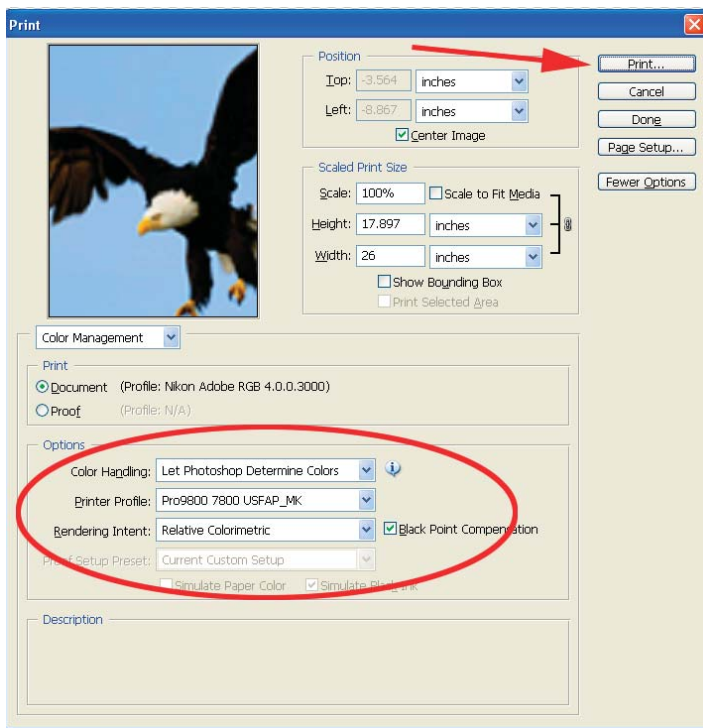 Print
Position
Top: -3.564 inches
Left: -8.867 inches
Center Image
Scaled Print Size
Scale: 100% Scale to Fit Media
Height: 17.897 inches
Width: 26 inches
Show Bounding Box
Print Selected Area
Print...
Cancel
Done
Page Setup...
Fewer Options
Color Management
Print
Document (Profile: Nikon Adobe RGB 4.0.0.3000)
Proof (Profile: N/A)
Options
Color Handling: Let Photoshop Determine Colors
Printer Profile: Pro9800 7800 USFAP_MK
Rendering Intent: Relative Colorimetric Black Point Compensation
Proof Setup Preset: Current Custom Setup
Simulate Paper Color Simulate Black Ink
Description